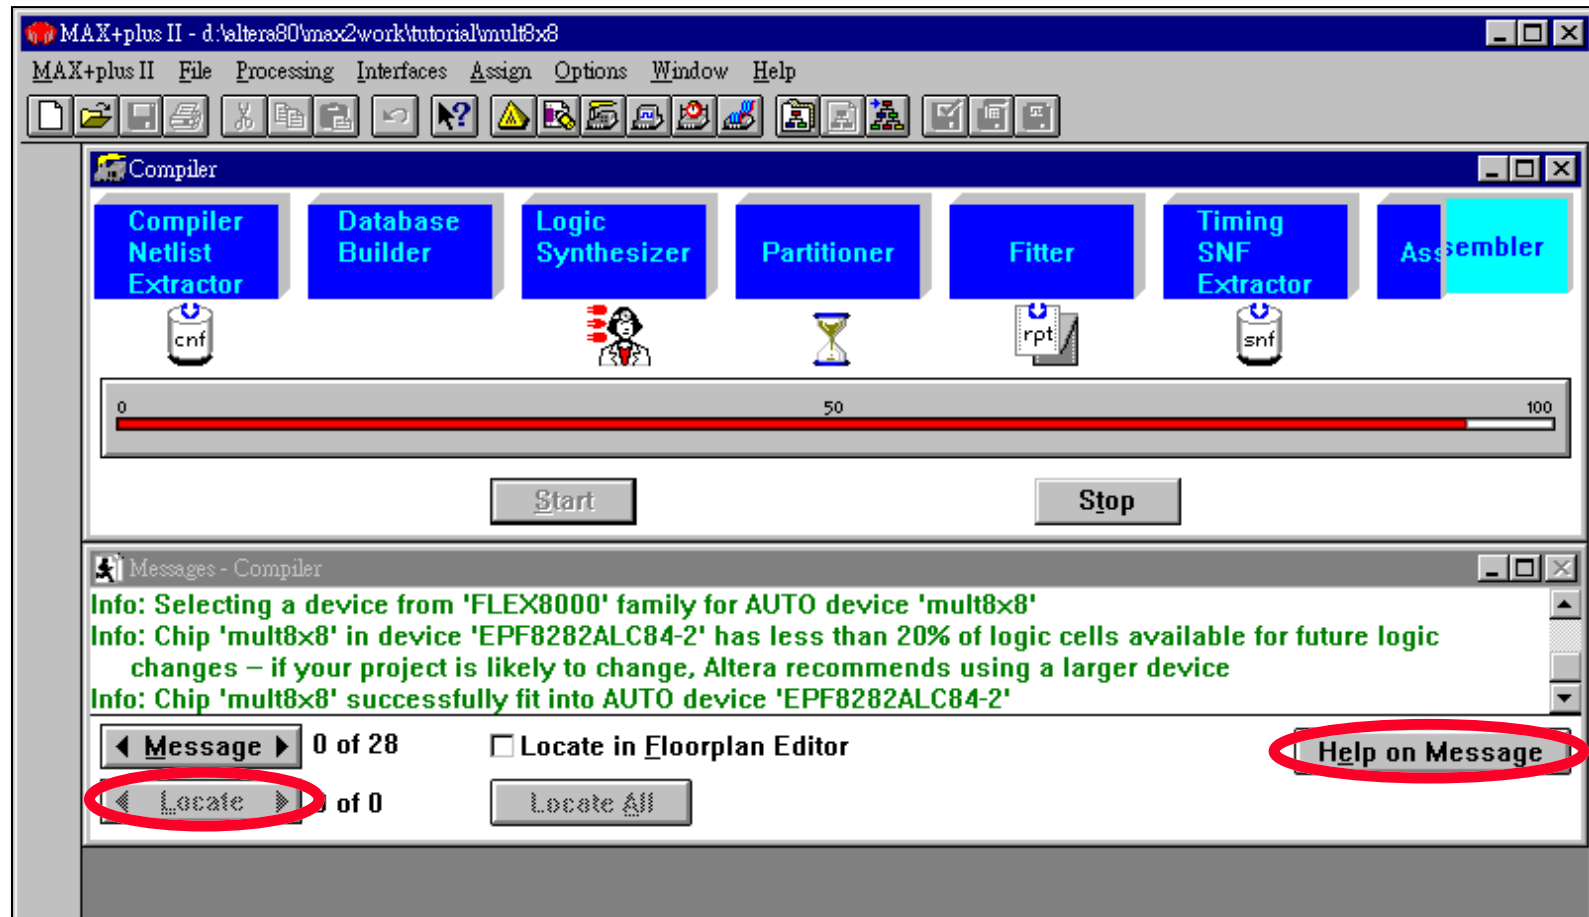 MAX+plus II - d:\altera80\max2work\tutorial\mult8x8
MAX+plus II File Processing Interfaces Assign Options Window Help
Compiler
Compiler Netlist Extractor
Database Builder
Logic Synthesizer
Partitioner
Fitter
Timing SNF Extractor
Assembler
cnf
rpt
snf
0 50 100
Start Stop
Messages - Compiler
Info: Selecting a device from 'FLEX8000' family for AUTO device 'mult8x8'
Info: Chip 'mult8x8' in device 'EPF8282ALC84-2' has less than 20% of logic cells available for future logic
changes – if your project is likely to change, Altera recommends using a larger device
Info: Chip 'mult8x8' successfully fit into AUTO device 'EPF8282ALC84-2'
Message 0 of 28 Locate in Floorplan Editor Help on Message
Locate 0 of 0 Locate All